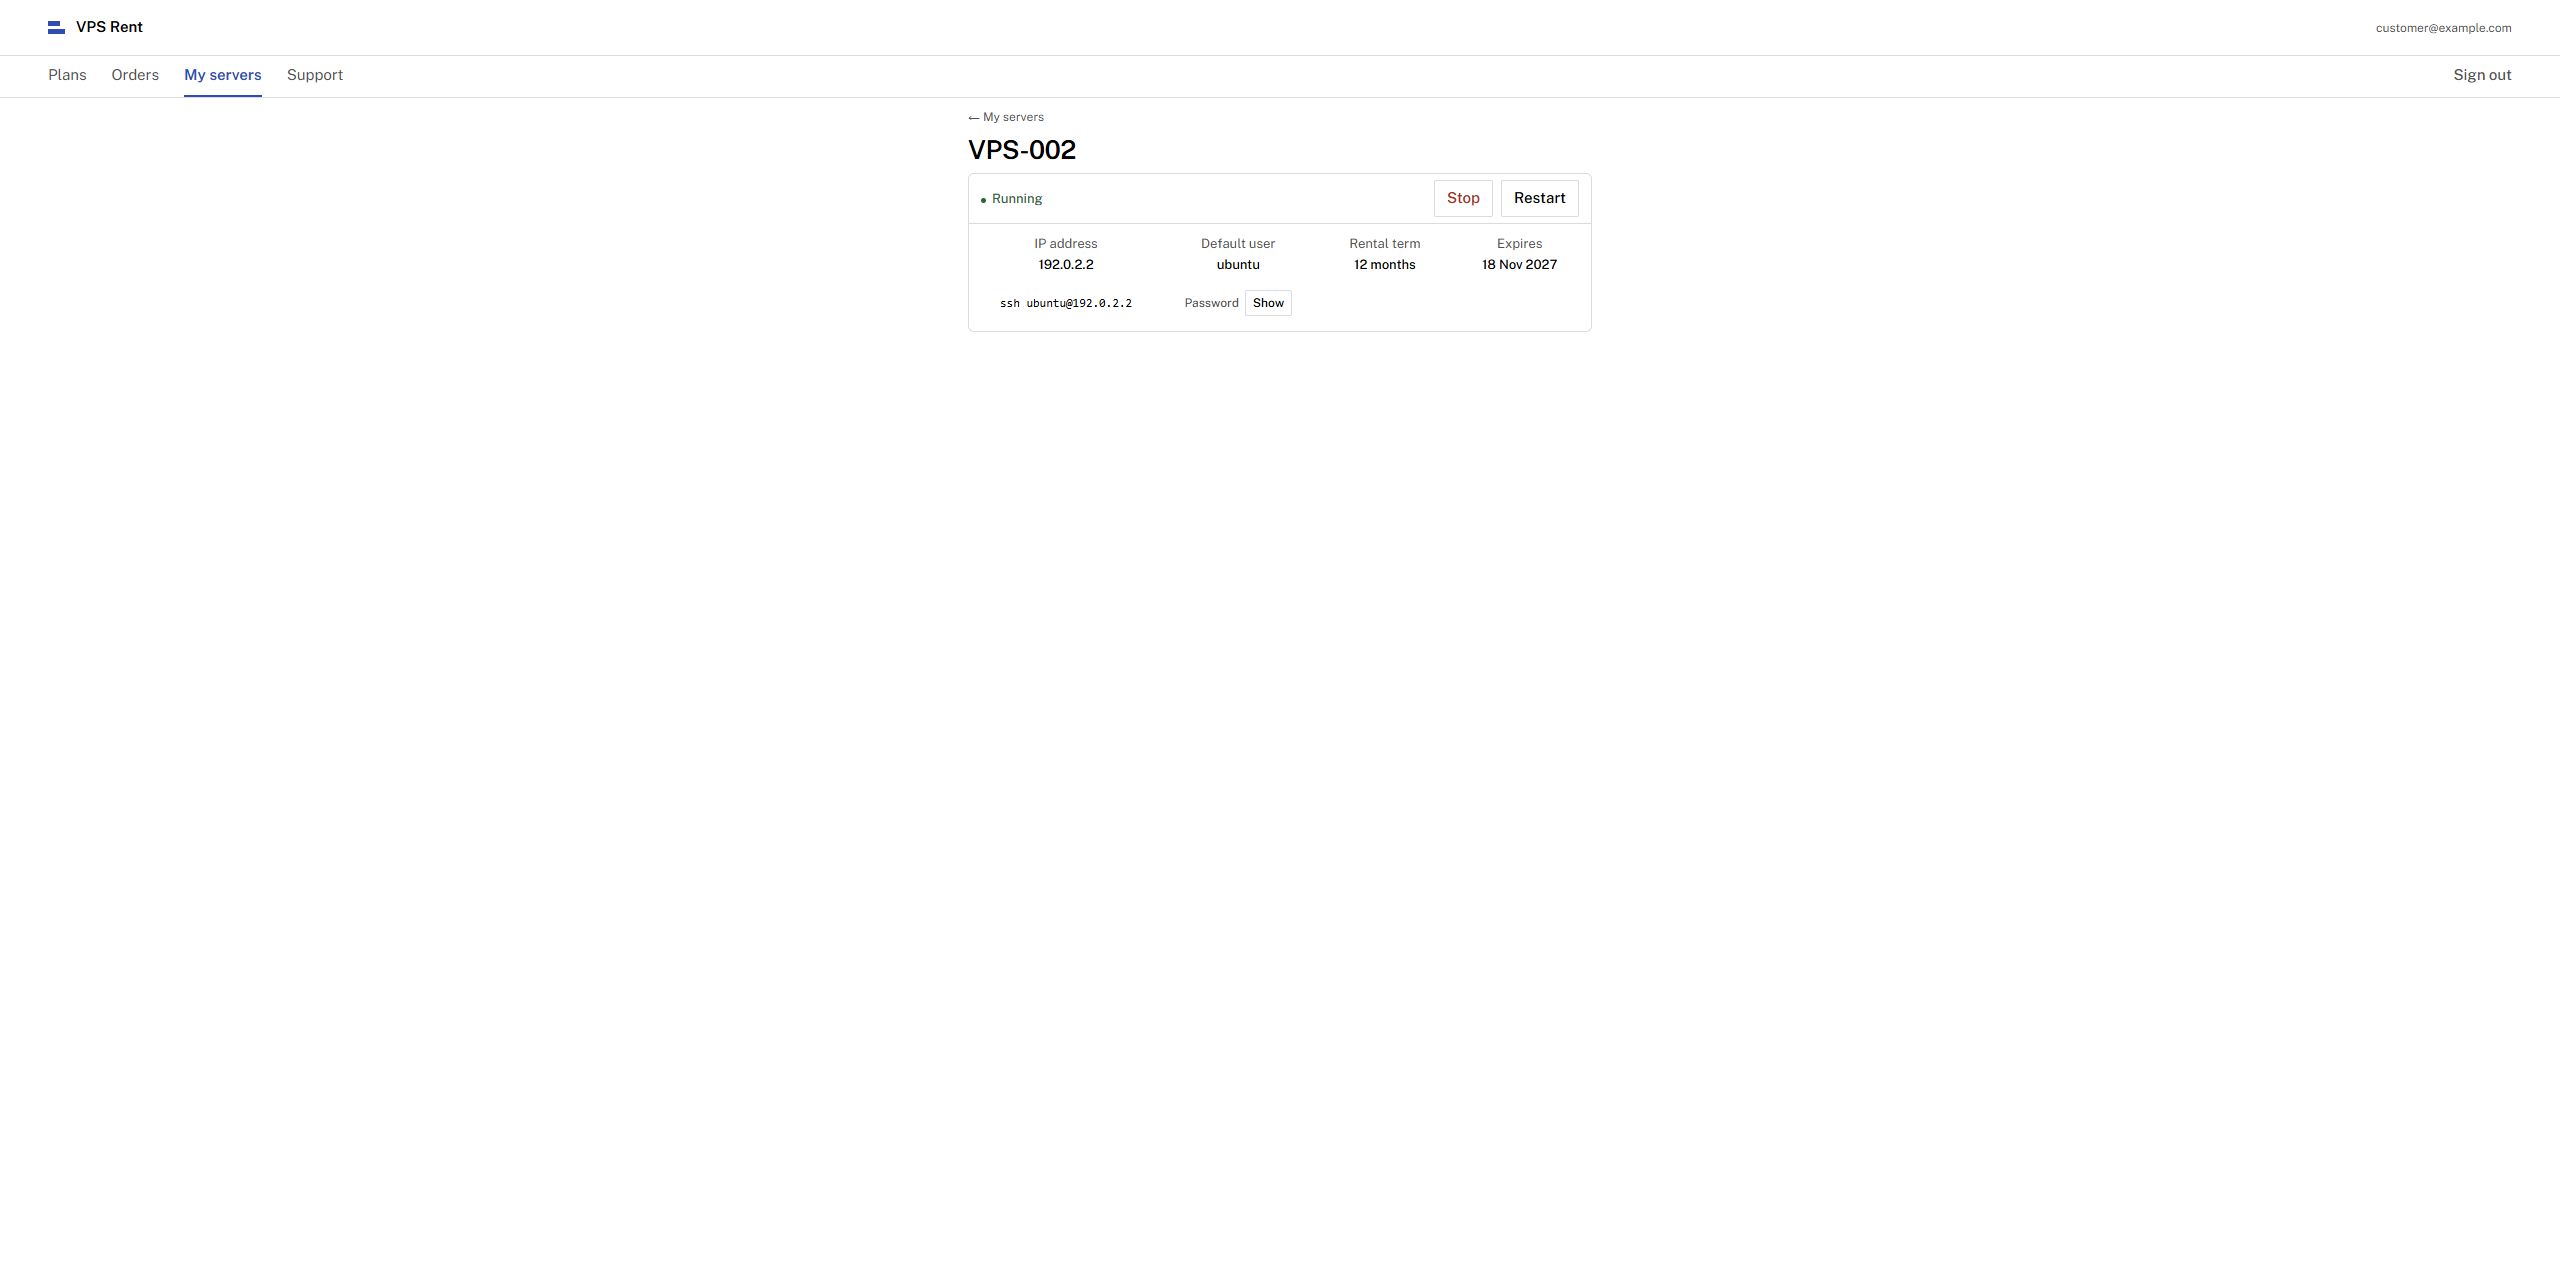 VPS Rent
customer@example.com
Plans Orders My servers Support Sign out
← My servers
VPS-002
Running Stop Restart
IP address Default user Rental term Expires
192.0.2.2 ubuntu 12 months 18 Nov 2027
ssh ubuntu@192.0.2.2 Password Show